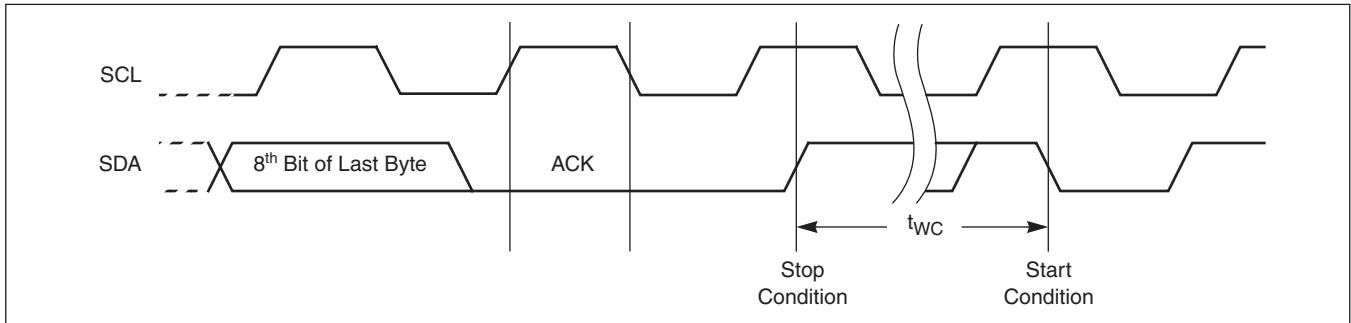 SCL
SDA
8th Bit of Last Byte
ACK
tWC
Stop
Condition
Start
Condition